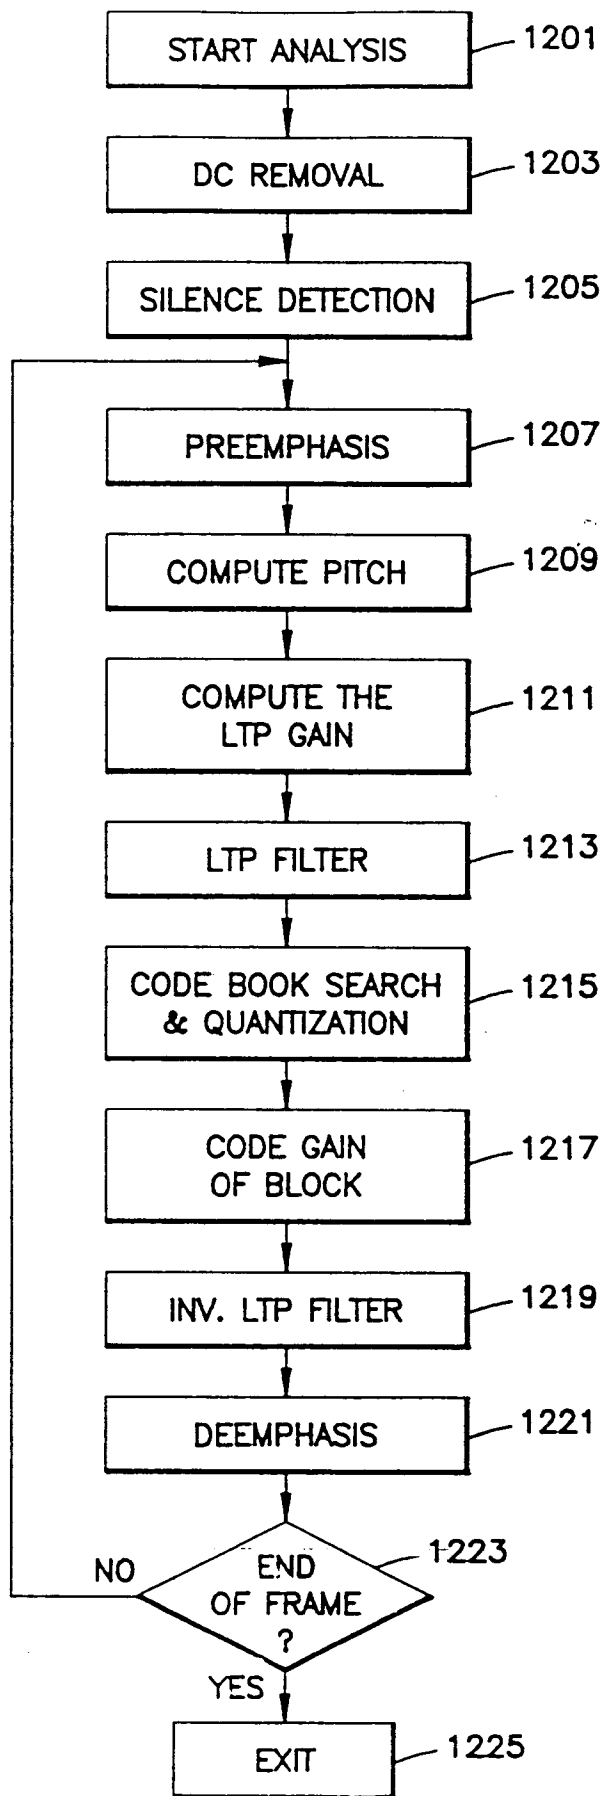 START ANALYSIS
1201
DC REMOVAL
1203
SILENCE DETECTION
1205
PREEMPHASIS
1207
COMPUTE PITCH
1209
COMPUTE THE
LTP GAIN
1211
LTP FILTER
1213
CODE BOOK SEARCH
& QUANTIZATION
1215
CODE GAIN
OF BLOCK
1217
INV. LTP FILTER
1219
DEEMPHASIS
1221
END
OF FRAME
?
1223
NO
YES
EXIT
1225